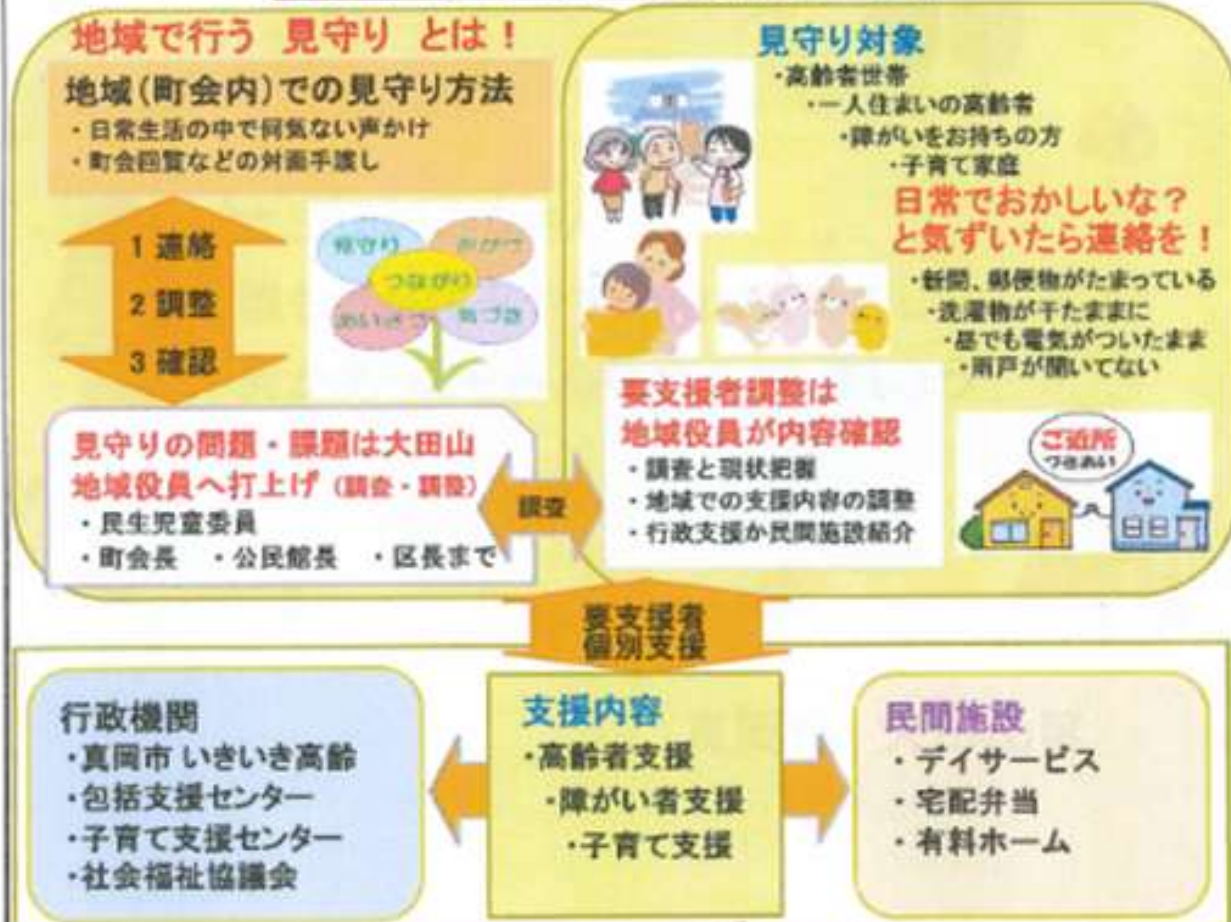 地域で行う 見守り とは！
地域（町会内）での見守り方法
・日常生活の中で何気ない声かけ
・町会回覧などの対面手渡し
1 連絡
2 調整
3 確認
見守り
つながり
あいさつ
気づき
見守りの問題・課題は大田山
地域役員へ打上げ（調査・調整）
・民生児童委員
・町会長 ・公民館長 ・区長まで
調査
見守り対象
・高齢者世帯
・一人住まいの高齢者
・障がいをお持ちの方
・子育て家庭
日常でおかしいな？
と気ずいたら連絡を！
・新聞、郵便物がたまっている
・洗濯物が干たままに
・昼でも電気がついたまま
・雨戸が開いてない
要支援者調整は
地域役員が内容確認
・調査と現状把握
・地域での支援内容の調整
・行政支援か民間施設紹介
ご近所
づきあい
要支援者
個別支援
行政機関
・真岡市 いきいき高齢
・包括支援センター
・子育て支援センター
・社会福祉協議会
支援内容
・高齢者支援
・障がい者支援
・子育て支援
民間施設
・デイサービス
・宅配弁当
・有料ホーム